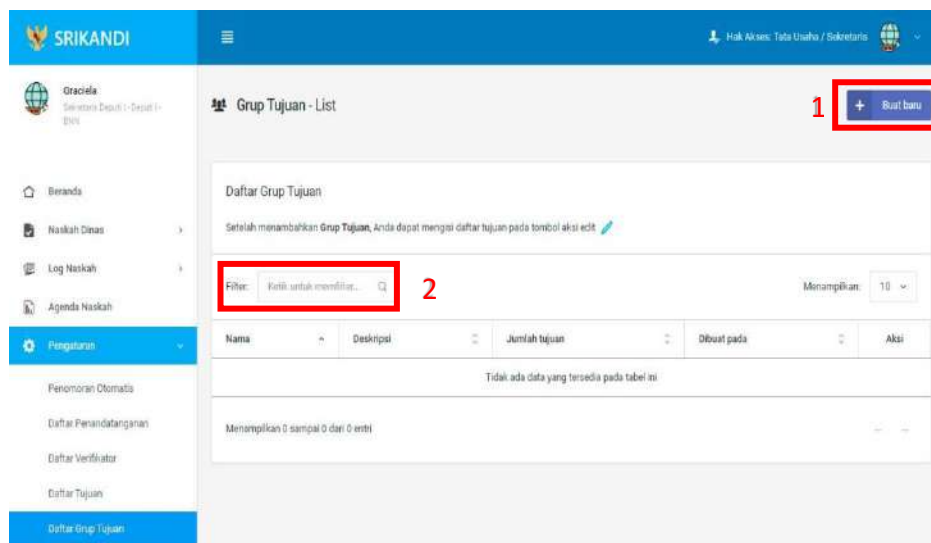 SRIKANDI
Hak Akses: Tata Usaha / Sekretaris
Graciela
Sekretaris Deputi I - Deputi I -
Grup Tujuan - List
1
+ Buat baru
Beranda
Naskah Dinas
Log Naskah
Agenda Naskah
Pengaturan
Penomoran Otomatis
Daftar Penandatanganan
Daftar Verifikator
Daftar Tujuan
Daftar Grup Tujuan
Daftar Grup Tujuan
Setelah menambahkan Grup Tujuan, Anda dapat mengisi daftar tujuan pada tombol aksi edit
Filter: Ketik untuk memfilter...
2
Menampilkan: 10
Nama Deskripsi Jumlah tujuan Dibuat pada Aksi
Tidak ada data yang tersedia pada tabel ini
Menampilkan 0 sampai 0 dari 0 entri